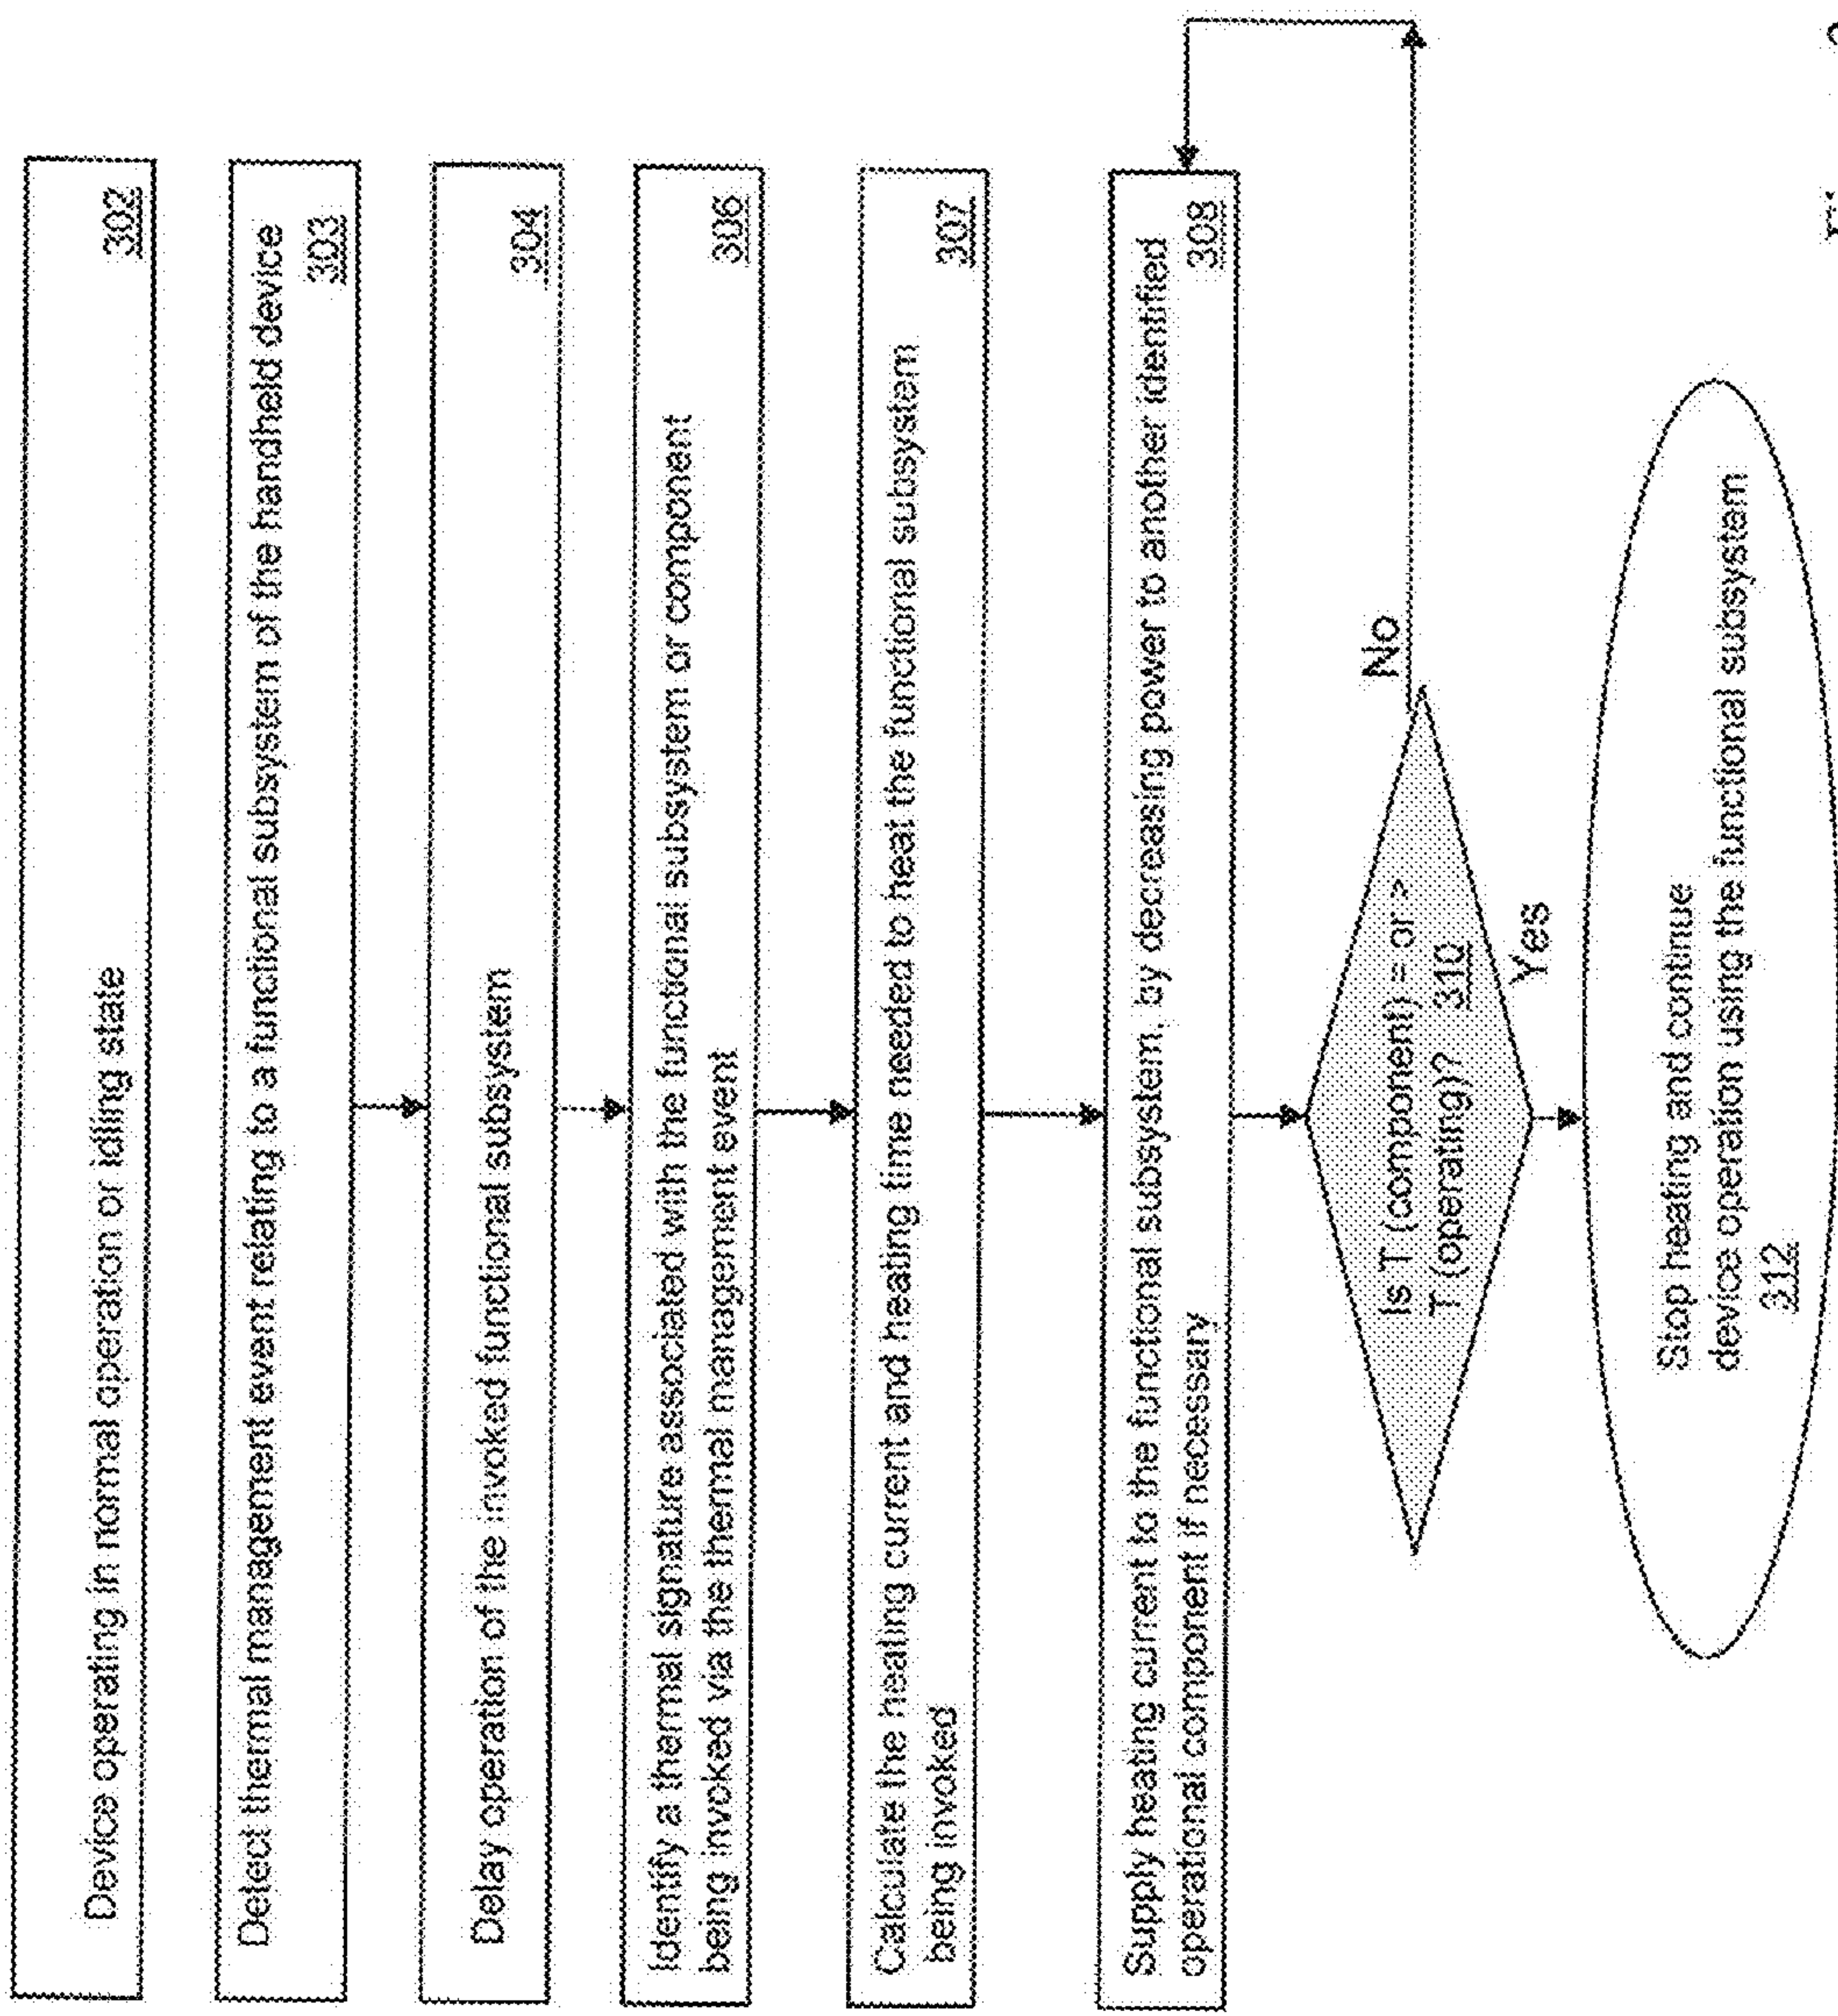 Device operating in normal operation or idling state
302
Detect thermal management event relating to a functional subsystem of the handheld device
303
Delay operation of the invoked functional subsystem
304
Identify a thermal signature associated with the functional subsystem or component
being invoked via the thermal management event
306
Calculate the heating current and heating time needed to heat the functional subsystem
being invoked
307
Supply heating current to the functional subsystem, by decreasing power to another identified
operational component if necessary
308
Is T (component) = or >
T (operating)? 310
No
Yes
Stop heating and continue
device operation using the functional subsystem
312